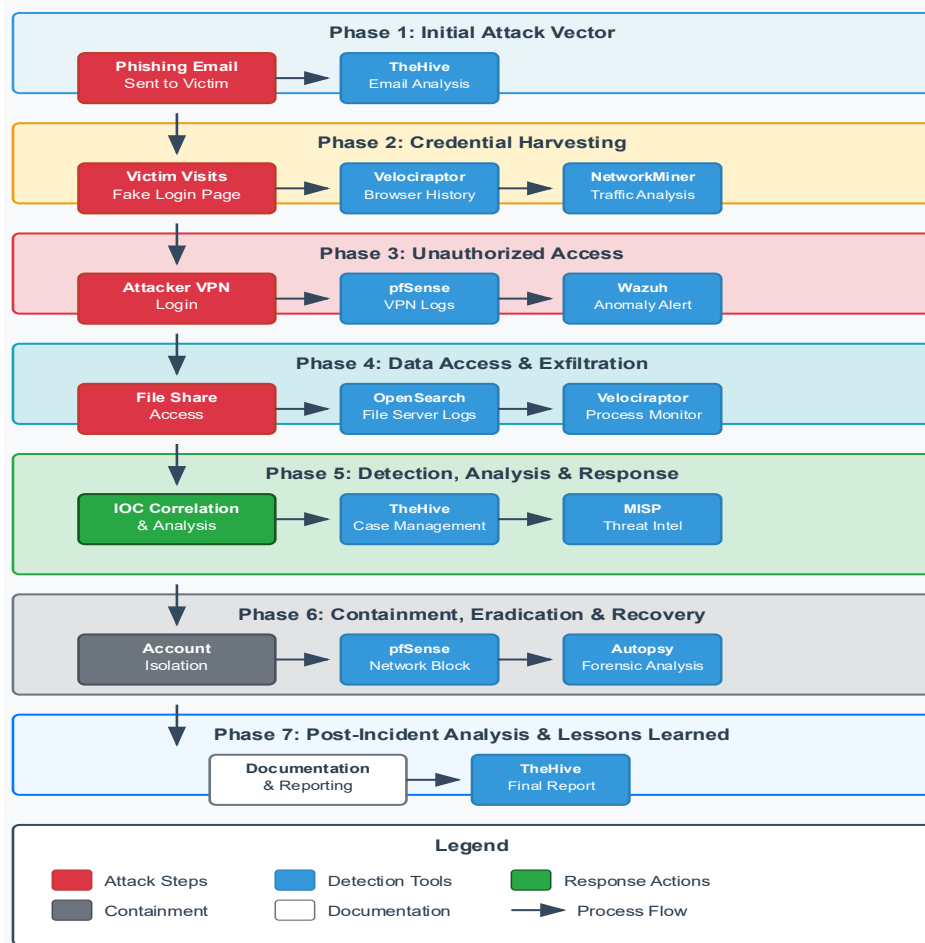 Phase 1: Initial Attack Vector
Phishing Email
Sent to Victim
TheHive
Email Analysis
Phase 2: Credential Harvesting
Victim Visits
Fake Login Page
Velociraptor
Browser History
NetworkMiner
Traffic Analysis
Phase 3: Unauthorized Access
Attacker VPN
Login
pfSense
VPN Logs
Wazuh
Anomaly Alert
Phase 4: Data Access & Exfiltration
File Share
Access
OpenSearch
File Server Logs
Velociraptor
Process Monitor
Phase 5: Detection, Analysis & Response
IOC Correlation
& Analysis
TheHive
Case Management
MISP
Threat Intel
Phase 6: Containment, Eradication & Recovery
Account
Isolation
pfSense
Network Block
Autopsy
Forensic Analysis
Phase 7: Post-Incident Analysis & Lessons Learned
Documentation
& Reporting
TheHive
Final Report
Legend
Attack Steps
Detection Tools
Response Actions
Containment
Documentation
Process Flow